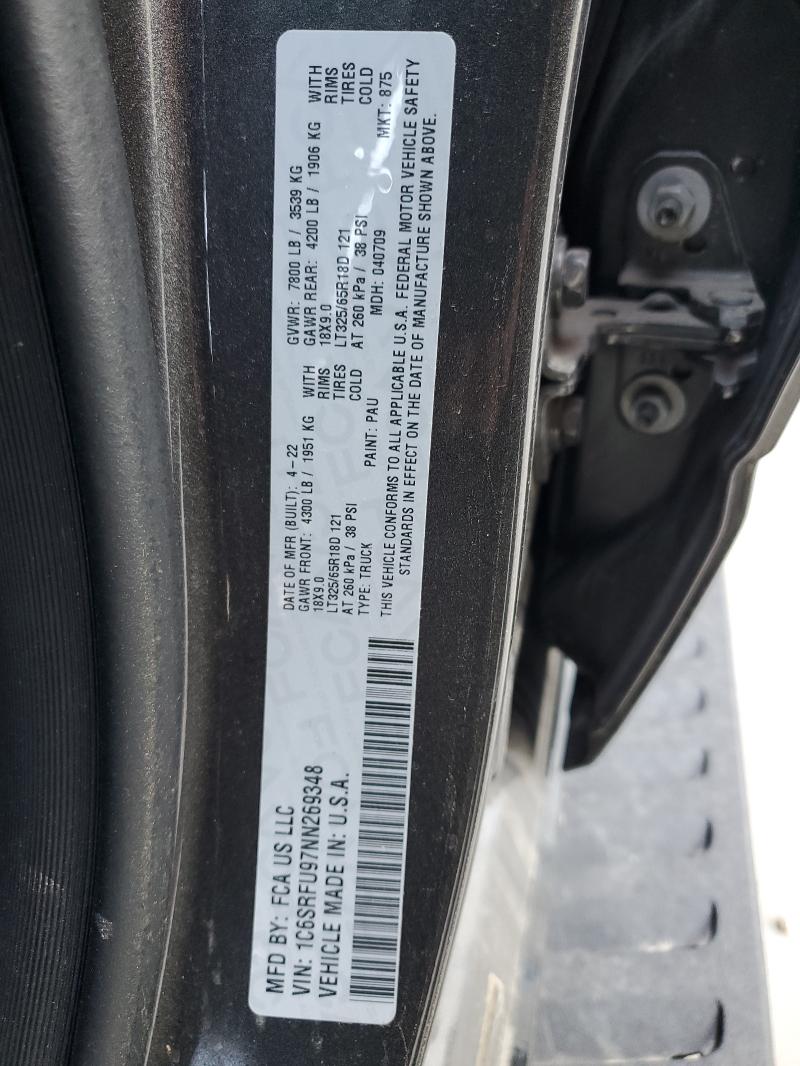 MFD BY: FCA US LLC
VIN: 1C6SRFU97NN269348
VEHICLE MADE IN: U.S.A.
DATE OF MFR (BUILT): 4-22
GAWR FRONT: 4300 LB / 1951 KG WITH
18X9.0 RIMS
LT325/65R18D 121 TIRES
AT 260 kPa / 38 PSI COLD
TYPE: TRUCK PAINT: PAU
GVWR: 7800 LB / 3539 KG
GAWR REAR: 4200 LB / 1906 KG WITH
18X9.0 RIMS
LT325/65R18D 121 TIRES
AT 260 kPa / 38 PSI COLD
MDH: 040709 MKT: 875
THIS VEHICLE CONFORMS TO ALL APPLICABLE U.S.A. FEDERAL MOTOR VEHICLE SAFETY
STANDARDS IN EFFECT ON THE DATE OF MANUFACTURE SHOWN ABOVE.